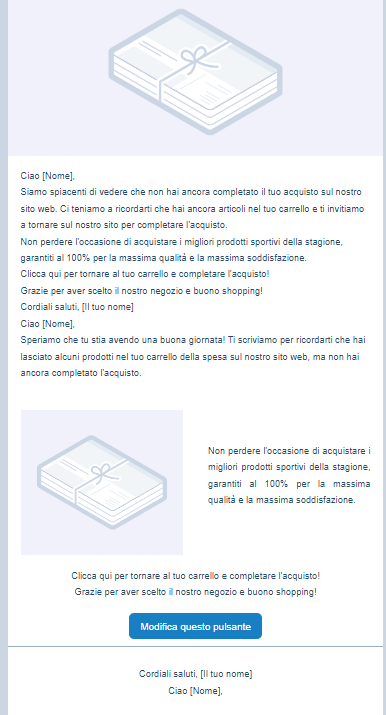 Ciao [Nome],
Siamo spiacenti di vedere che non hai ancora completato il tuo acquisto sul nostro
sito web. Ci teniamo a ricordarti che hai ancora articoli nel tuo carrello e ti invitiamo
a tornare sul nostro sito per completare l'acquisto.
Non perdere l'occasione di acquistare i migliori prodotti sportivi della stagione,
garantiti al 100% per la massima qualità e la massima soddisfazione.
Clicca qui per tornare al tuo carrello e completare l'acquisto!
Grazie per aver scelto il nostro negozio e buono shopping!
Cordiali saluti, [Il tuo nome]
Ciao [Nome],
Speriamo che tu stia avendo una buona giornata! Ti scriviamo per ricordarti che hai
lasciato alcuni prodotti nel tuo carrello della spesa sul nostro sito web, ma non hai
ancora completato l'acquisto.
Non perdere l'occasione di acquistare i
migliori prodotti sportivi della stagione,
garantiti al 100% per la massima
qualità e la massima soddisfazione.
Clicca qui per tornare al tuo carrello e completare l'acquisto!
Grazie per aver scelto il nostro negozio e buono shopping!
Modifica questo pulsante
Cordiali saluti, [Il tuo nome]
Ciao [Nome],